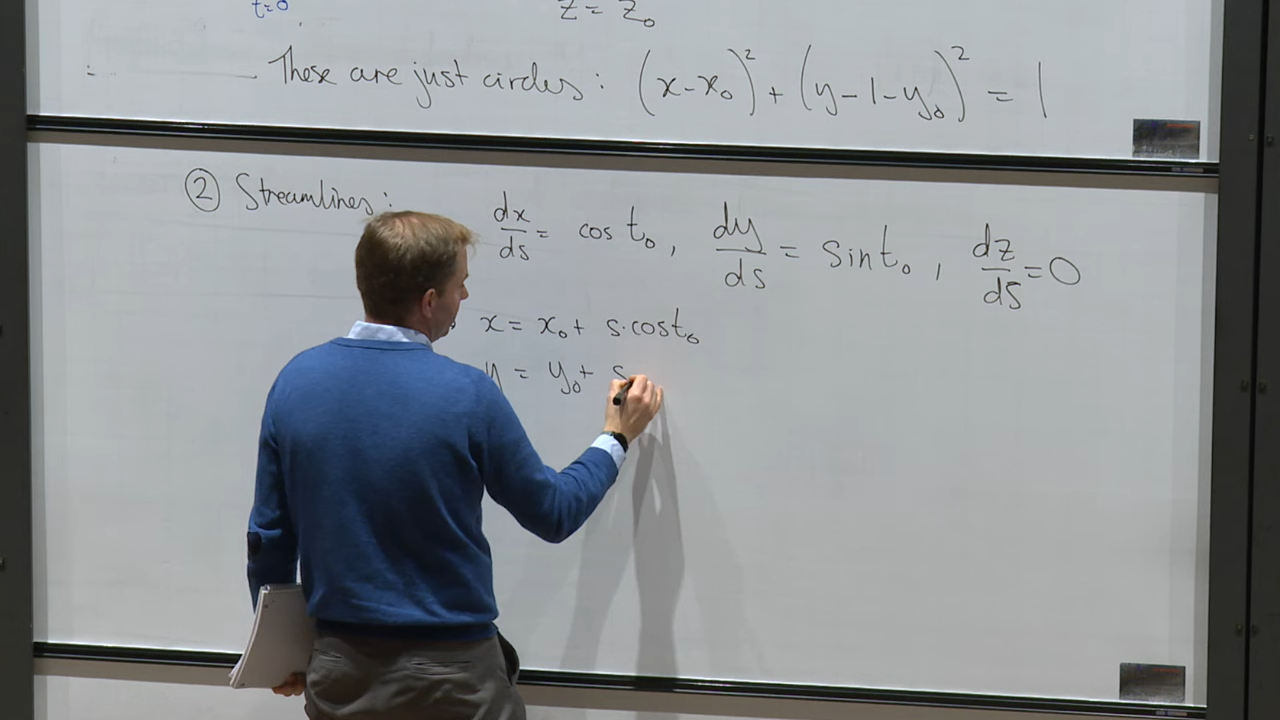 t=0
z = z₀
These are just circles: (x-x₀)² + (y-1-y₀)² = 1
② Streamlines: dx/ds = cos t₀, dy/ds = sin t₀, dz/ds = 0
x = x₀ + s·cos t₀
y = y₀ + s